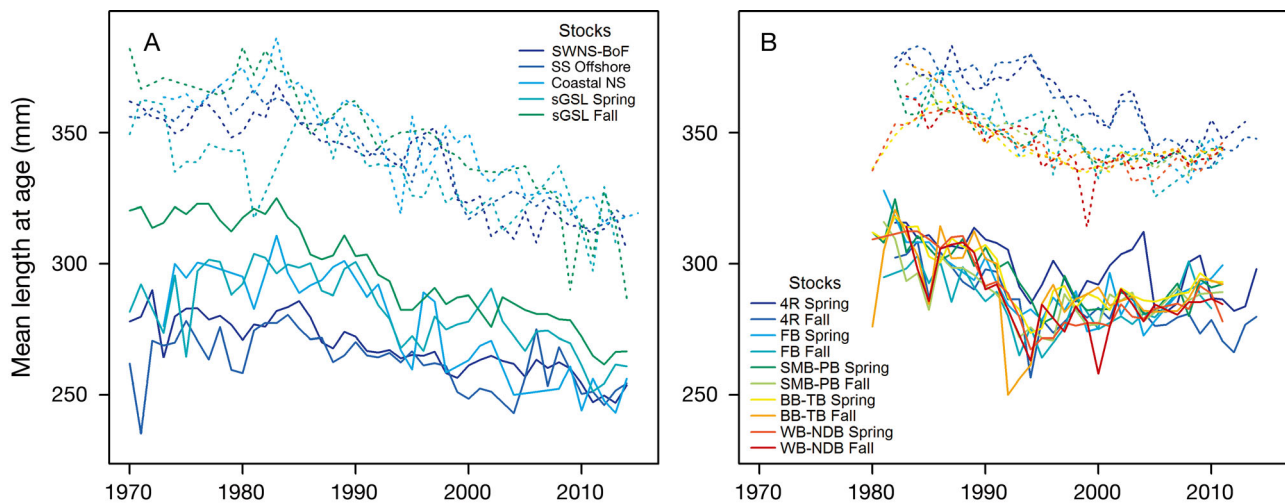 A
Stocks
SWNS-BoF
SS Offshore
Coastal NS
sGSL Spring
sGSL Fall
Mean length at age (mm)
350
300
250
1970 1980 1990 2000 2010
B
350
300
250
Stocks
4R Spring
4R Fall
FB Spring
FB Fall
SMB-PB Spring
SMB-PB Fall
BB-TB Spring
BB-TB Fall
WB-NDB Spring
WB-NDB Fall
1970 1980 1990 2000 2010